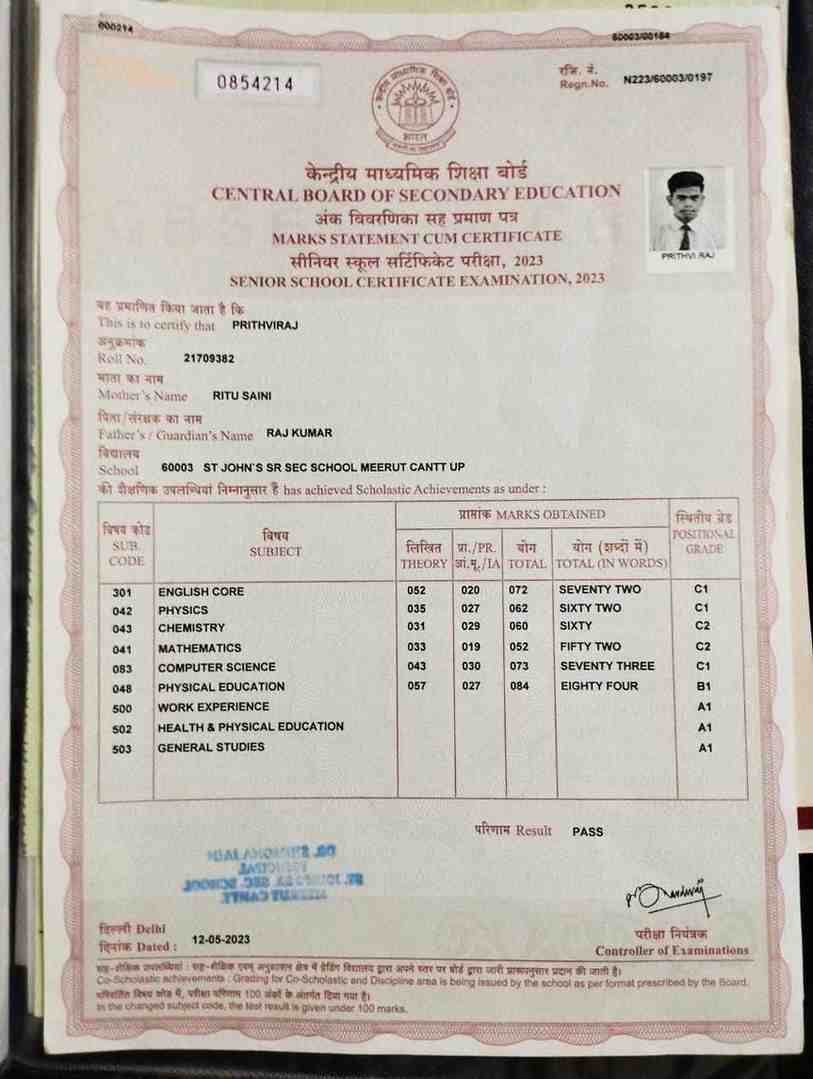 000214
60003/00184
0854214
रजि. नं.
Regn.No. N223/60003/0197
भारत
केन्द्रीय माध्यमिक शिक्षा बोर्ड
CENTRAL BOARD OF SECONDARY EDUCATION
अंक विवरणिका सह प्रमाण पत्र
MARKS STATEMENT CUM CERTIFICATE
सीनियर स्कूल सर्टिफिकेट परीक्षा, 2023
SENIOR SCHOOL CERTIFICATE EXAMINATION, 2023
PRITHVI RAJ
यह प्रमाणित किया जाता है कि
This is to certify that PRITHVIRAJ
अनुक्रमांक
Roll No. 21709382
माता का नाम
Mother's Name RITU SAINI
पिता/संरक्षक का नाम
Father's / Guardian's Name RAJ KUMAR
विद्यालय
School 60003 ST JOHN'S SR SEC SCHOOL MEERUT CANTT UP
की शैक्षणिक उपलब्धियां निम्नानुसार हैं has achieved Scholastic Achievements as under :
विषय कोड SUB. CODE
विषय SUBJECT
प्राप्तांक MARKS OBTAINED
स्थितीय ग्रेड POSITIONAL GRADE
लिखित प्रा./PR. योग योग (शब्दों में)
THEORY आं.मू./IA TOTAL TOTAL (IN WORDS)
301 ENGLISH CORE 052 020 072 SEVENTY TWO C1
042 PHYSICS 035 027 062 SIXTY TWO C1
043 CHEMISTRY 031 029 060 SIXTY C2
041 MATHEMATICS 033 019 052 FIFTY TWO C2
083 COMPUTER SCIENCE 043 030 073 SEVENTY THREE C1
048 PHYSICAL EDUCATION 057 027 084 EIGHTY FOUR B1
500 WORK EXPERIENCE A1
502 HEALTH & PHYSICAL EDUCATION A1
503 GENERAL STUDIES A1
परिणाम Result PASS
दिल्ली Delhi
दिनांक Dated : 12-05-2023
परीक्षा नियंत्रक
Controller of Examinations
सह-शैक्षिक उपलब्धियां : सह-शैक्षिक एवम् अनुशासन क्षेत्र में ग्रेडिंग विद्यालय द्वारा अपने स्तर पर बोर्ड द्वारा जारी प्रारूपानुसार प्रदान की जाती है।
Co-Scholastic achievements : Grading for Co-Scholastic and Discipline area is being issued by the school as per format prescribed by the Board.
परिवर्तित विषय कोड में, परीक्षा परिणाम 100 अंकों के अंतर्गत दिया गया है।
In the changed subject code, the test result is given under 100 marks.